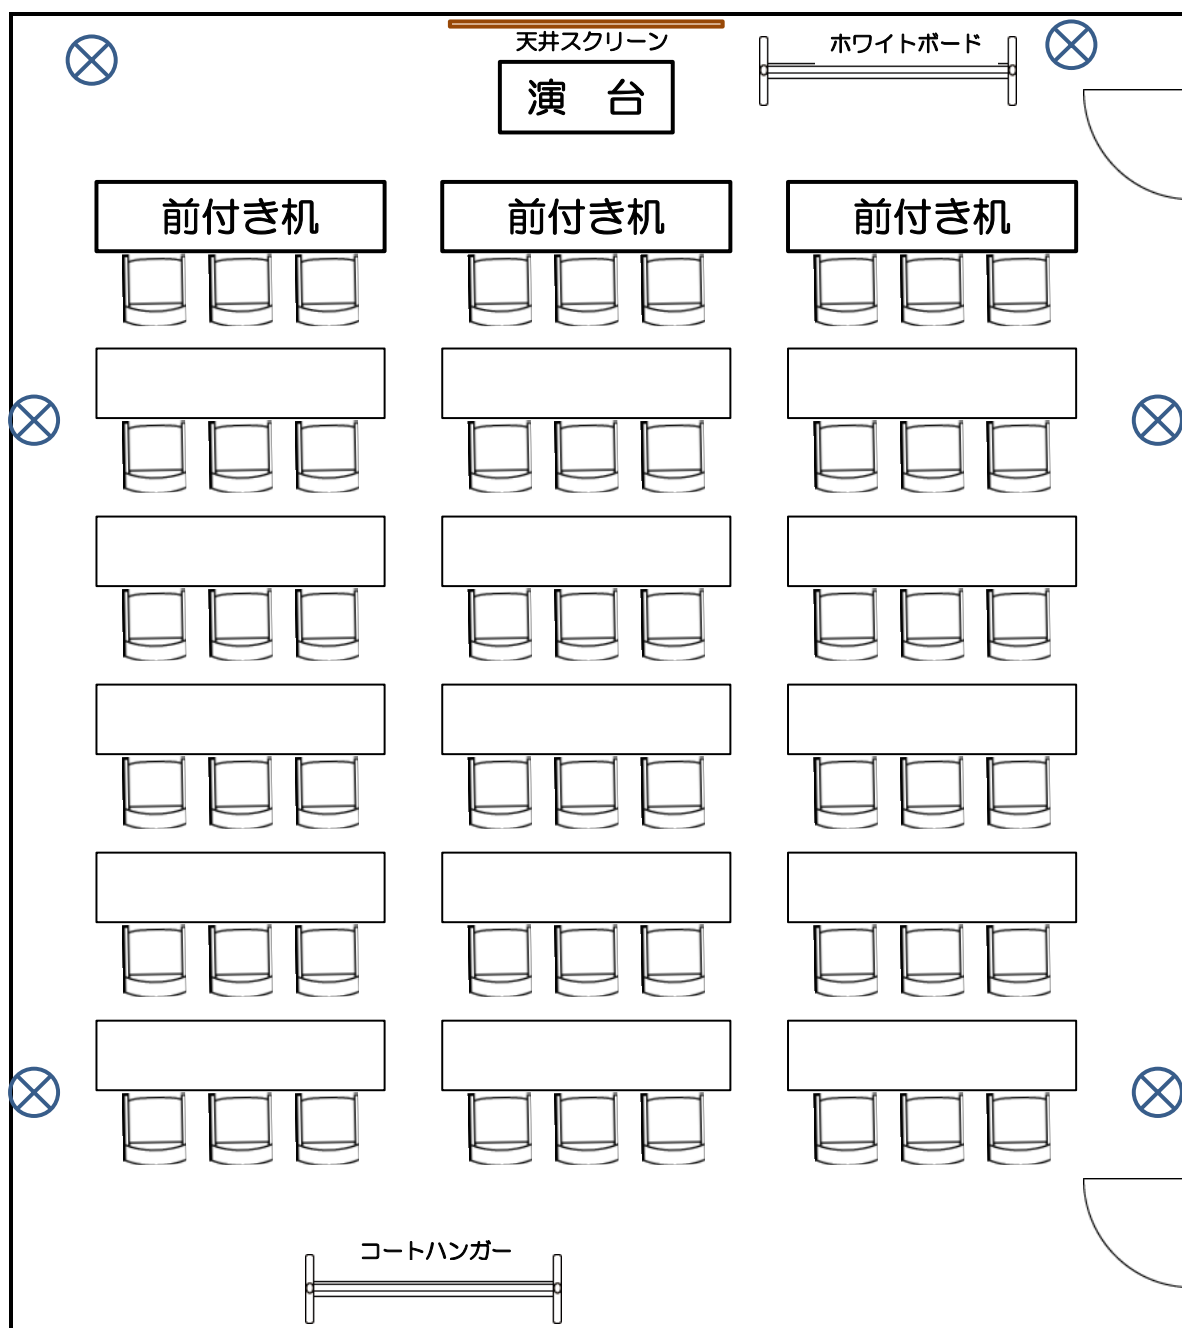 天井スクリーン
ホワイトボード
演　台
前付き机
前付き机
前付き机
コートハンガー